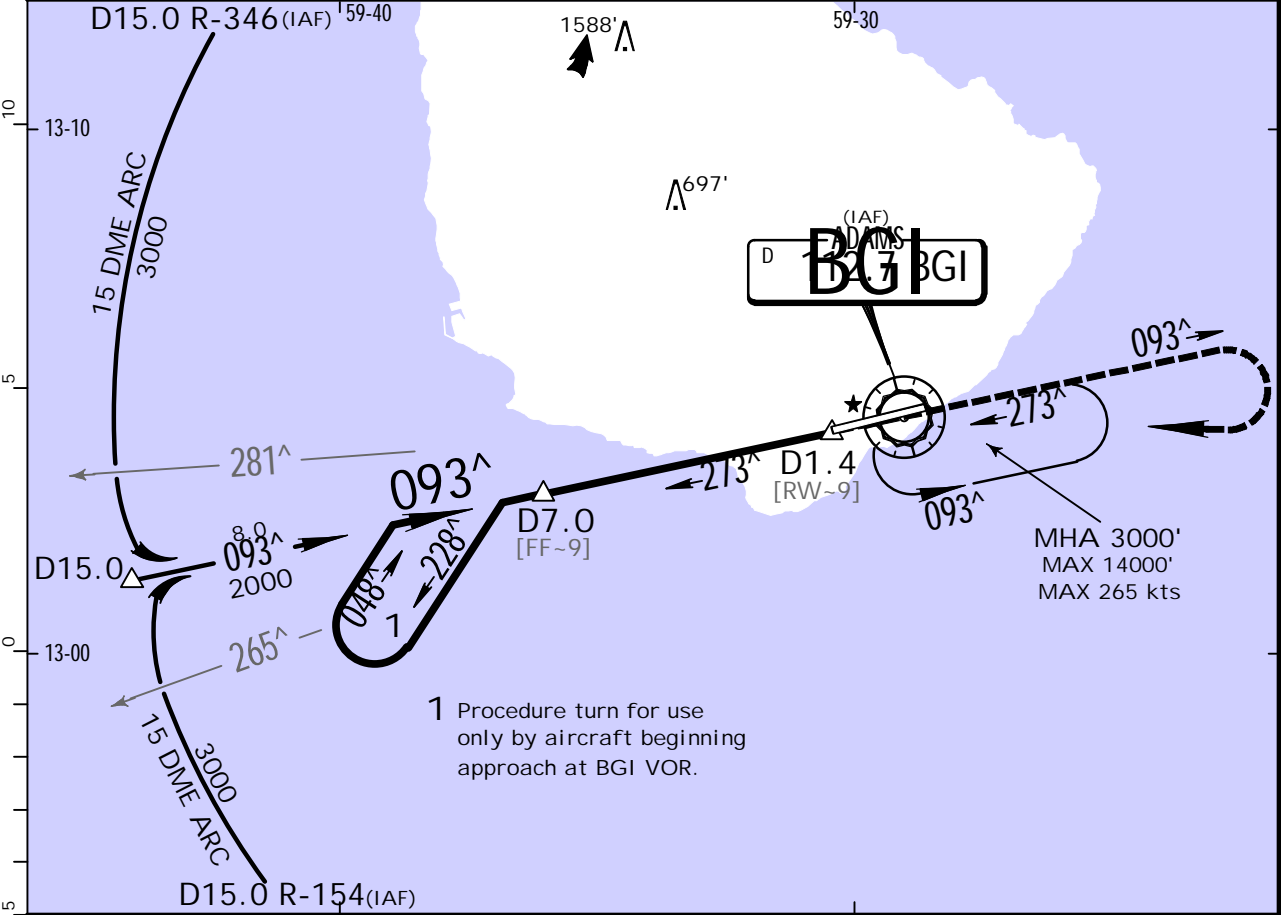 D15.0 R-346(IAF)
59-40
59-30
1588'
10
13-10
15 DME ARC
3000
697'
(IAF)
ADAMS
D 112.7 BGI
BGI
093^
5
273^
281^
093^
273^
D1.4
[RW~9]
093^
D7.0
[FF~9]
8.0
093^
2000
D15.0
228^
048^
1
MHA 3000'
MAX 14000'
MAX 265 kts
0
13-00
265^
1 Procedure turn for use
only by aircraft beginning
approach at BGI VOR.
3000
15 DME ARC
D15.0 R-154(IAF)
5